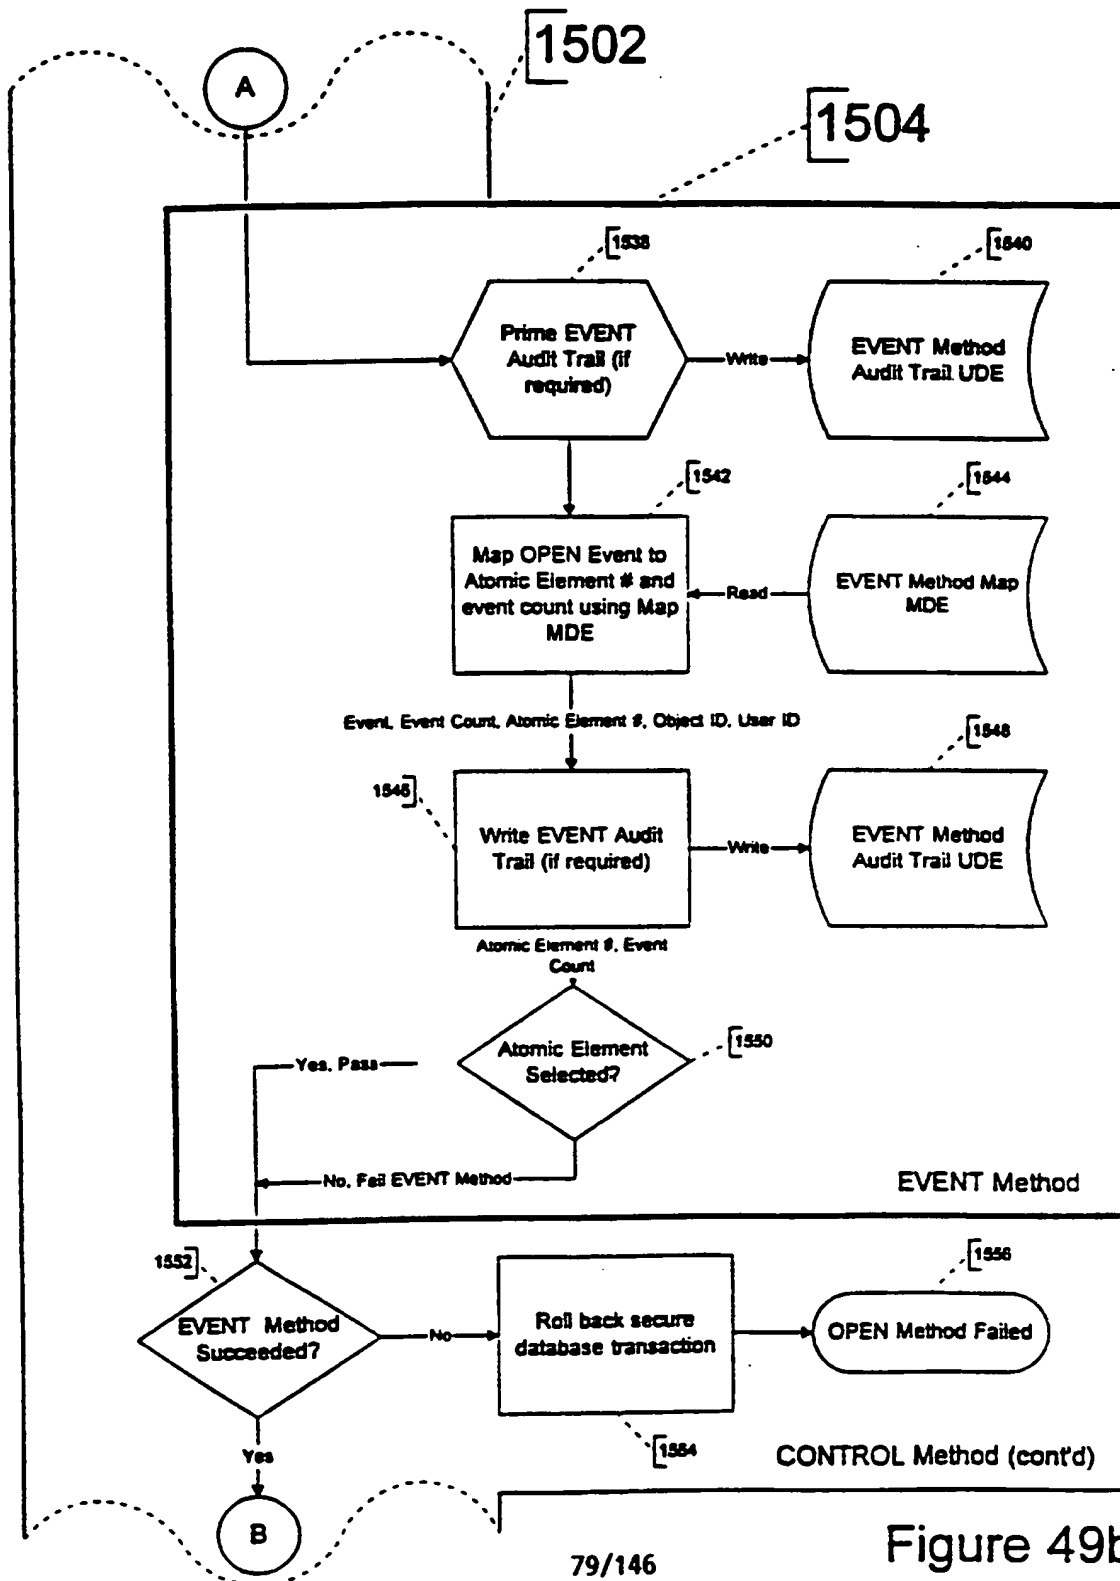 1502
A
1504
1538
1540
Prime EVENT
Audit Trail (if
required)
Write
EVENT Method
Audit Trail UDE
1542
1544
Map OPEN Event to
Atomic Element # and
event count using Map
MDE
Read
EVENT Method Map
MDE
Event, Event Count, Atomic Element #, Object ID, User ID
1546
1548
Write EVENT Audit
Trail (if required)
Write
EVENT Method
Audit Trail UDE
Atomic Element #, Event
Count
1550
Atomic Element
Selected?
Yes, Pass
No, Fail EVENT Method
EVENT Method
1552
1556
EVENT Method
Succeeded?
No
Roll back secure
database transaction
OPEN Method Failed
Yes
1554
CONTROL Method (cont'd)
B
Figure 49b
79/146